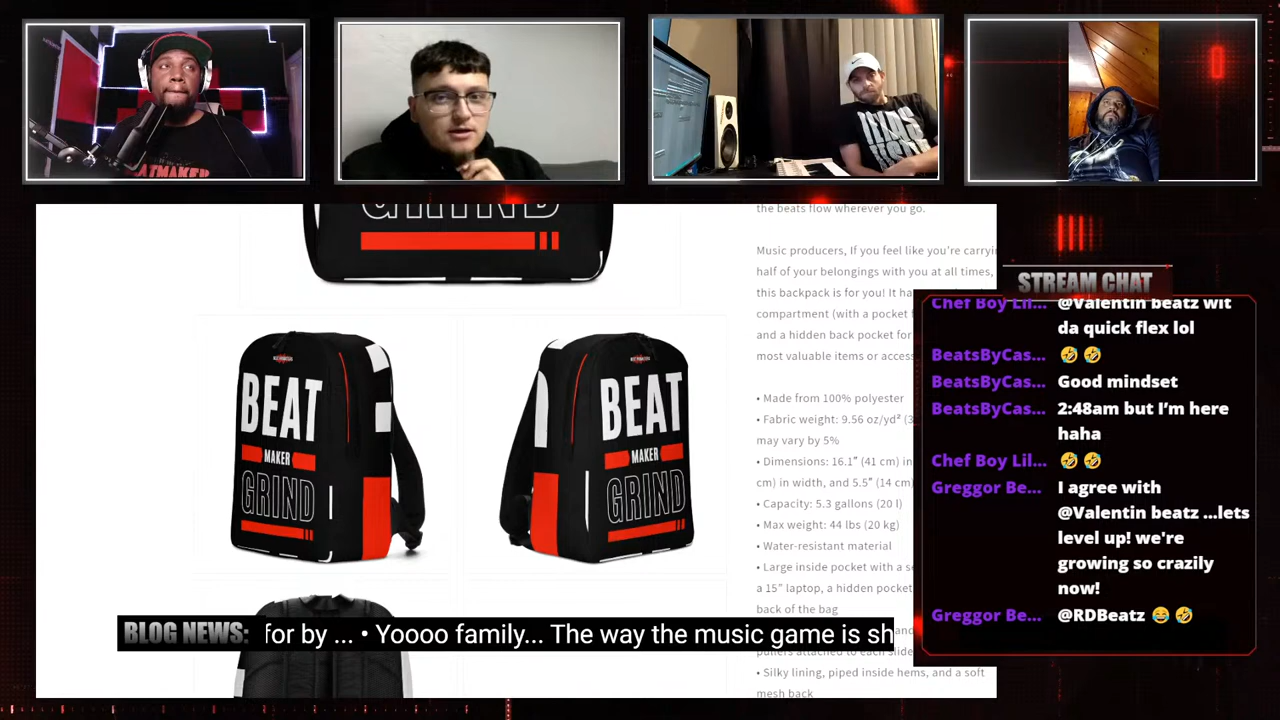 GRIND
the beats flow wherever you go.
Music producers, If you feel like you're carryin
half of your belongings with you at all times,
this backpack is for you! It ha
compartment (with a pocket f
and a hidden back pocket for
most valuable items or access
• Made from 100% polyester
• Fabric weight: 9.56 oz/yd² (3
may vary by 5%
• Dimensions: 16.1″ (41 cm) in
cm) in width, and 5.5″ (14 cm)
• Capacity: 5.3 gallons (20 l)
• Max weight: 44 lbs (20 kg)
• Water-resistant material
• Large inside pocket with a se
a 15” laptop, a hidden pocket
back of the bag
pullers attached to each slide
• Silky lining, piped inside hems, and a soft
mesh back
BEAT
MAKER
GRIND
BEAT
MAKER
GRIND
STREAM CHAT
Chef Boy Lil... @Valentin beatz wit
da quick flex lol
BeatsByCas... 🤣 🤣
BeatsByCas... Good mindset
BeatsByCas... 2:48am but I’m here
haha
Chef Boy Lil... 🤣 🤣
Greggor Be... I agree with
@Valentin beatz ...lets
level up! we're
growing so crazily
now!
Greggor Be... @RDBeatz 😂 🤣
BLOG NEWS: for by ... • Yoooo family... The way the music game is sh